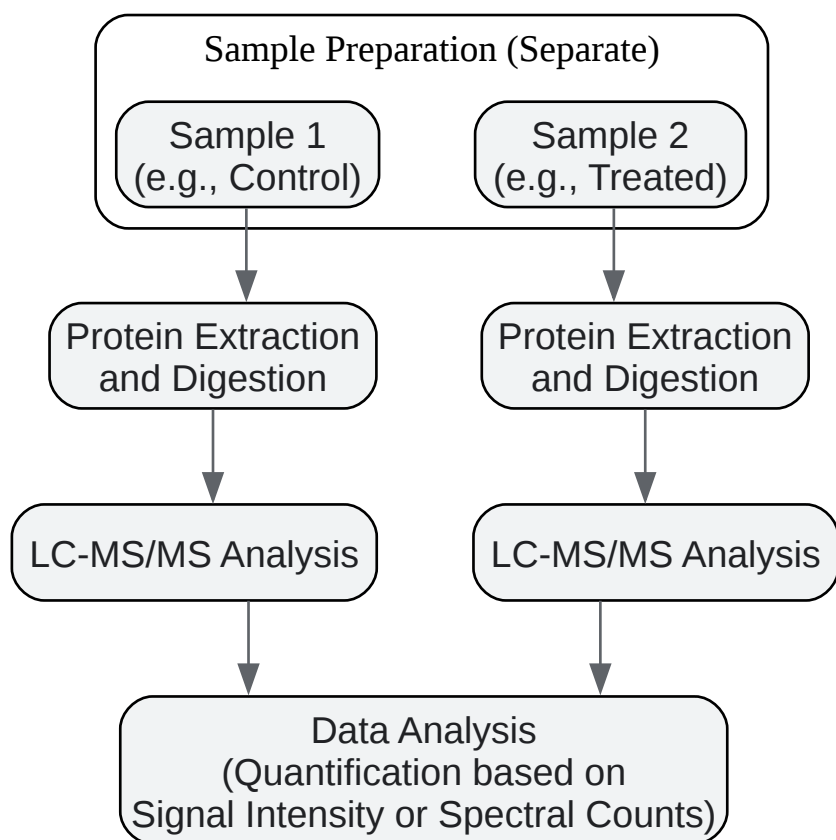 Sample Preparation (Separate)
Sample 1
(e.g., Control)
Sample 2
(e.g., Treated)
Protein Extraction
and Digestion
Protein Extraction
and Digestion
LC-MS/MS Analysis
LC-MS/MS Analysis
Data Analysis
(Quantification based on
Signal Intensity or Spectral Counts)